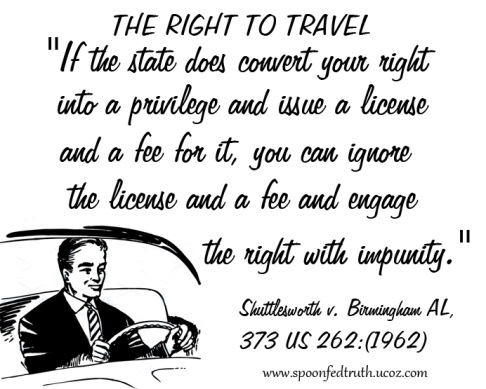 THE RIGHT TO TRAVEL
"If the state does convert your right
into a privilege and issue a license
and a fee for it, you can ignore
the license and a fee and engage
the right with impunity."
Shuttlesworth v. Birmingham AL,
373 US 262:(1962)
www.spoonfedtruth.ucoz.com